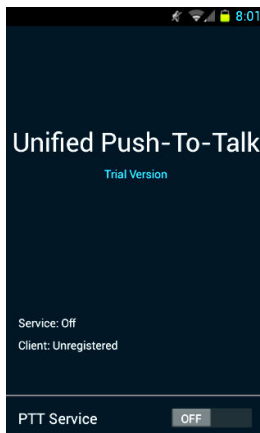 8:01
Unified Push-To-Talk
Trial Version
Service: Off
Client: Unregistered
PTT Service OFF